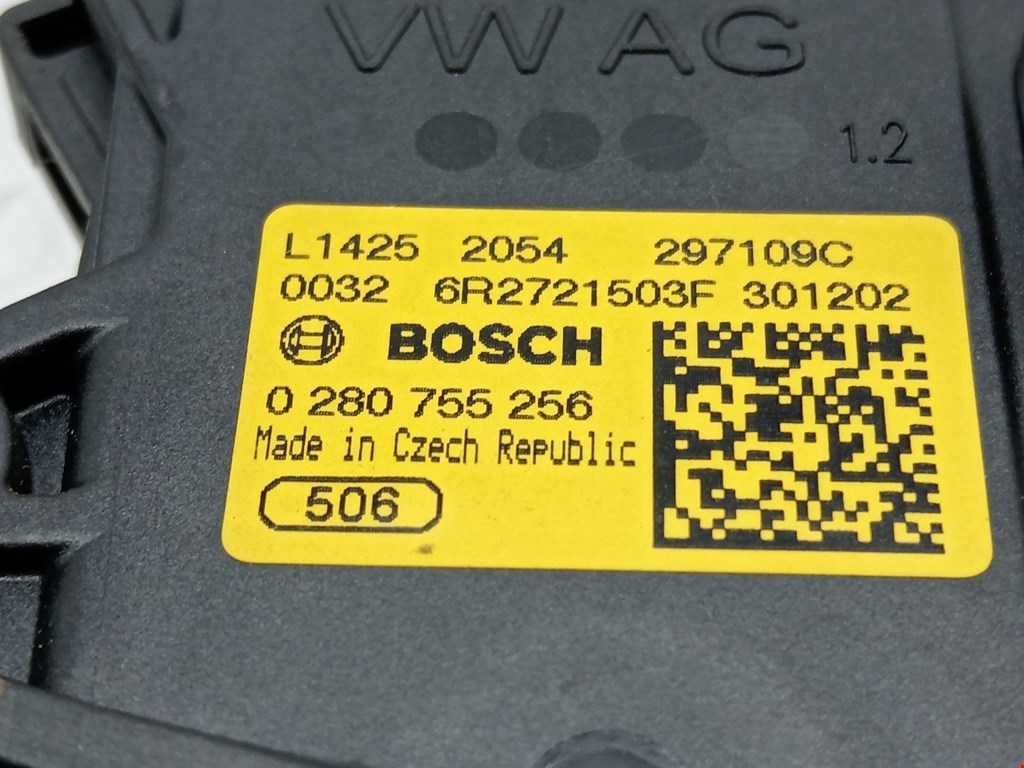 VW AG
1.2
L1425 2054 297109C
0032 6R2721503F 301202
BOSCH
0 280 755 256
Made in Czech Republic
506